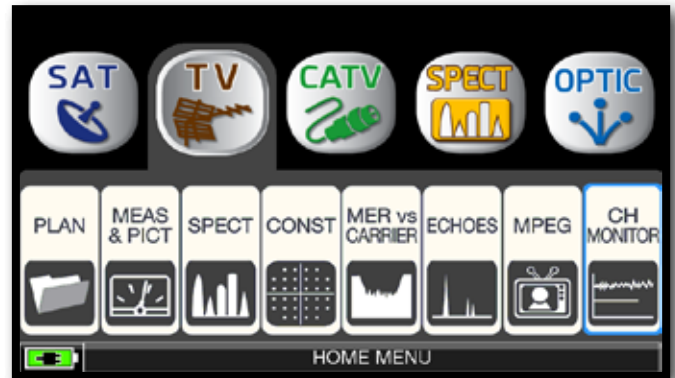 SAT
TV
CATV
SPECT
OPTIC
PLAN
MEAS
& PICT
SPECT
CONST
MER vs
CARRIER
ECHOES
MPEG
CH
MONITOR
HOME MENU